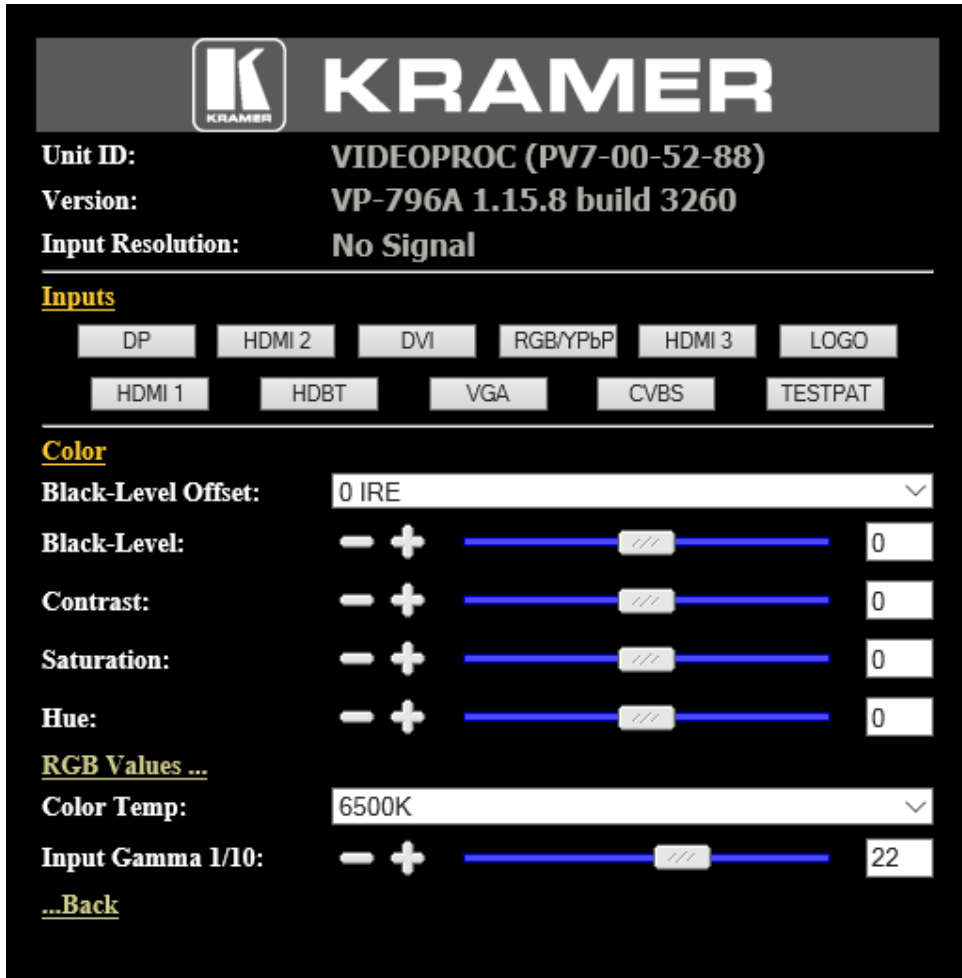 KRAMER KRAMER
Unit ID: VIDEOPROC (PV7-00-52-88)
Version: VP-796A 1.15.8 build 3260
Input Resolution: No Signal
Inputs
DP HDMI 2 DVI RGB/YPbP HDMI 3 LOGO
HDMI 1 HDBT VGA CVBS TESTPAT
Color
Black-Level Offset: 0 IRE
Black-Level: 0
Contrast: 0
Saturation: 0
Hue: 0
RGB Values ...
Color Temp: 6500K
Input Gamma 1/10: 22
...Back